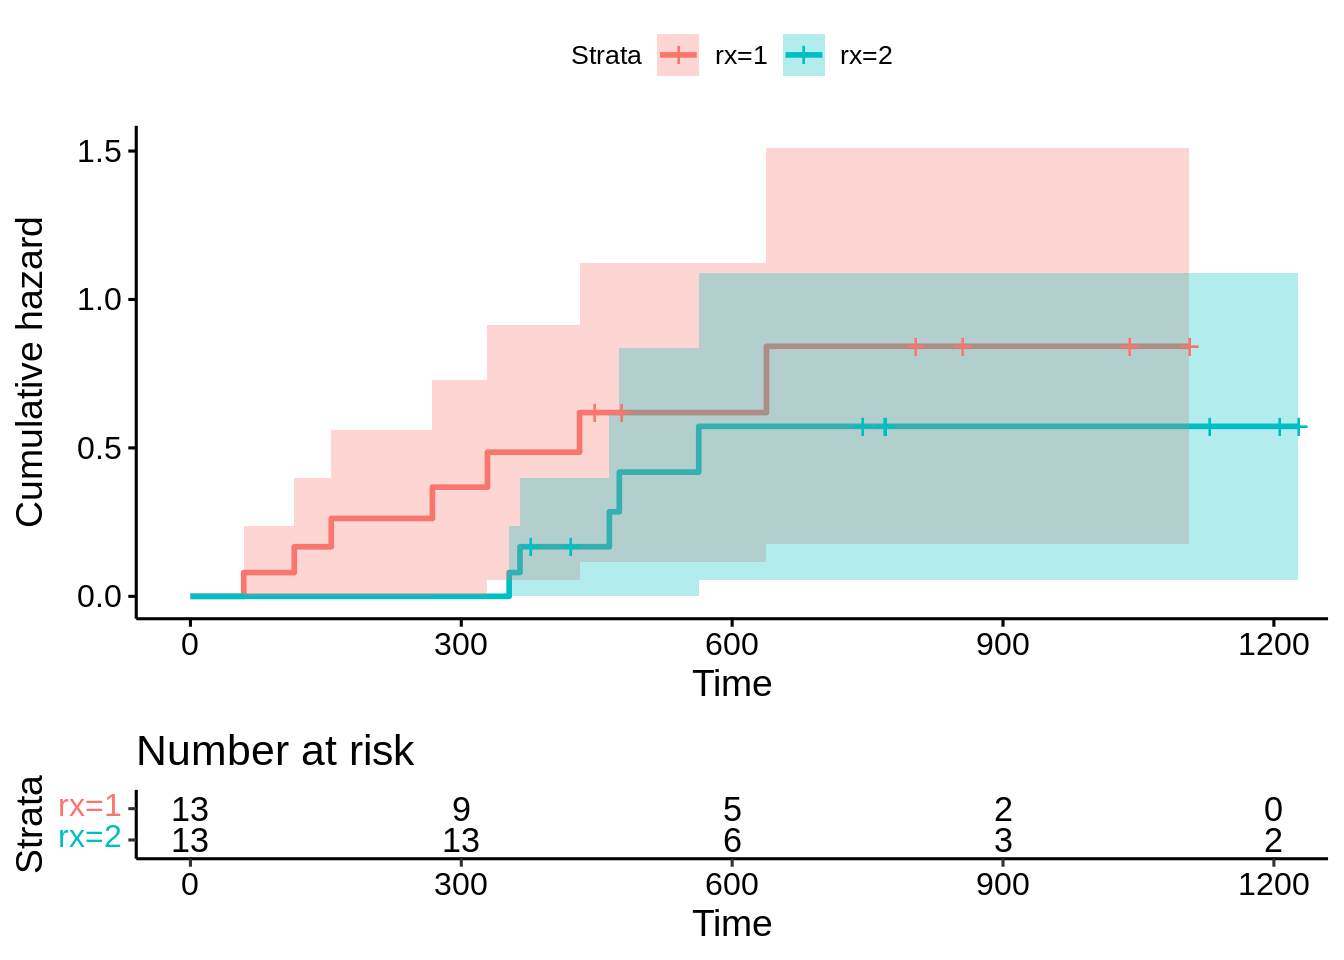 Strata rx=1 rx=2
1.5
1.0
0.5
0.0
Cumulative hazard
0 300 600 900 1200
Time
Number at risk
Strata
rx=1 13 9 5 2 0
rx=2 13 13 6 3 2
0 300 600 900 1200
Time